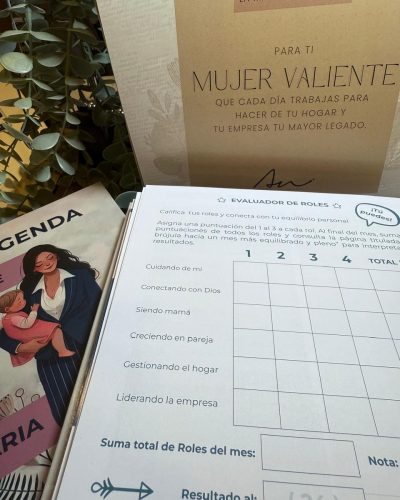 PARA TI
MUJER VALIENTE
QUE CADA DÍA TRABAJAS PARA
HACER DE TU HOGAR Y
TU EMPRESA TU MAYOR LEGADO.
GENDA
ARIA
EVALUADOR DE ROLES
¡Tu
puedes!
Califica tus roles y conecta con tu equilibrio personal
Asigna una puntuación del 1 al 3 a cada rol. Al final del mes, suma
puntuaciones de todos los roles y consulta la página titulada
brújula hacia un mes más equilibrado y pleno" para interpreta
resultados.
1 2 3 4 TOTAL
Cuidando de mi
Conectando con Dios
Siendo mamá
Creciendo en pareja
Gestionando el hogar
Liderando la empresa
Suma total de Roles del mes:
Nota:
Resultado al: